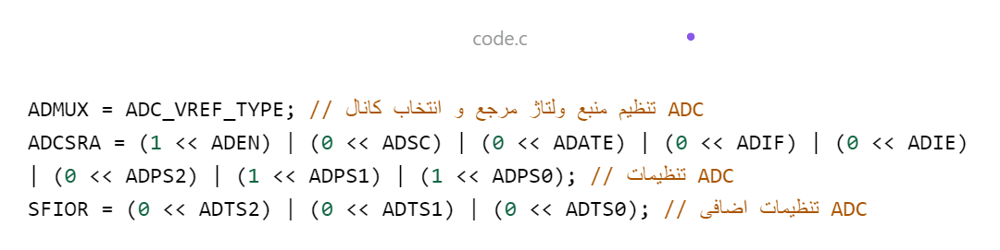 code.c
ADMUX = ADC_VREF_TYPE; // تنظیم منبع ولتاژ مرجع و انتخاب کانال ADC
ADCSRA = (1 << ADEN) | (0 << ADSC) | (0 << ADATE) | (0 << ADIF) | (0 << ADIE)
| (0 << ADPS2) | (1 << ADPS1) | (1 << ADPS0); // تنظیمات ADC
SFIOR = (0 << ADTS2) | (0 << ADTS1) | (0 << ADTS0); // تنظیمات اضافی ADC